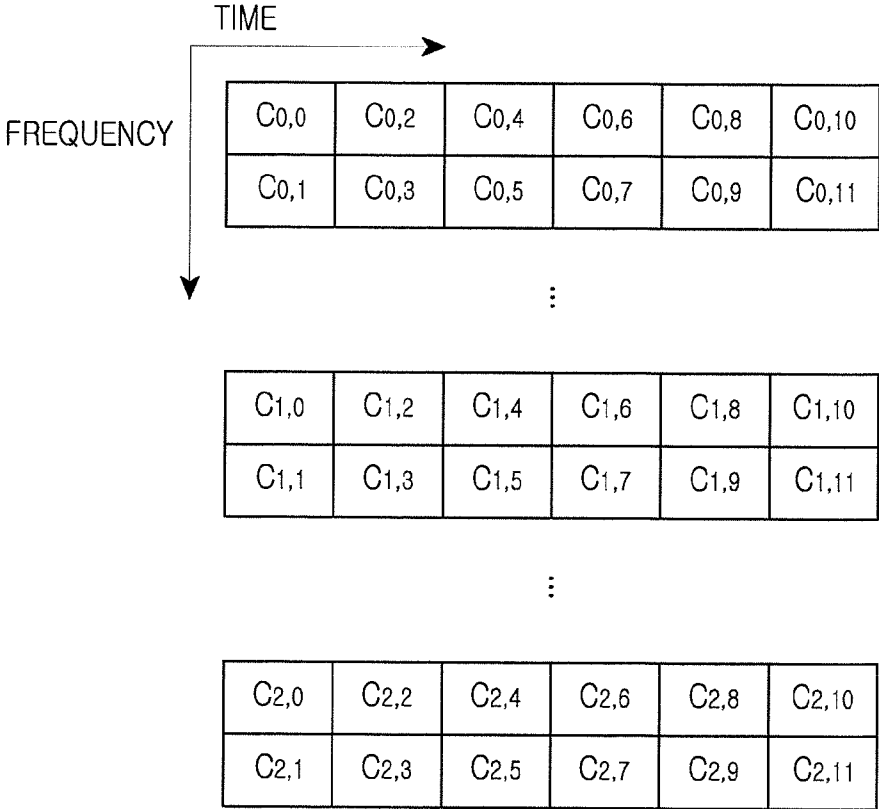 TIME
FREQUENCY
C0,0 C0,2 C0,4 C0,6 C0,8 C0,10
C0,1 C0,3 C0,5 C0,7 C0,9 C0,11
⋮
C1,0 C1,2 C1,4 C1,6 C1,8 C1,10
C1,1 C1,3 C1,5 C1,7 C1,9 C1,11
⋮
C2,0 C2,2 C2,4 C2,6 C2,8 C2,10
C2,1 C2,3 C2,5 C2,7 C2,9 C2,11